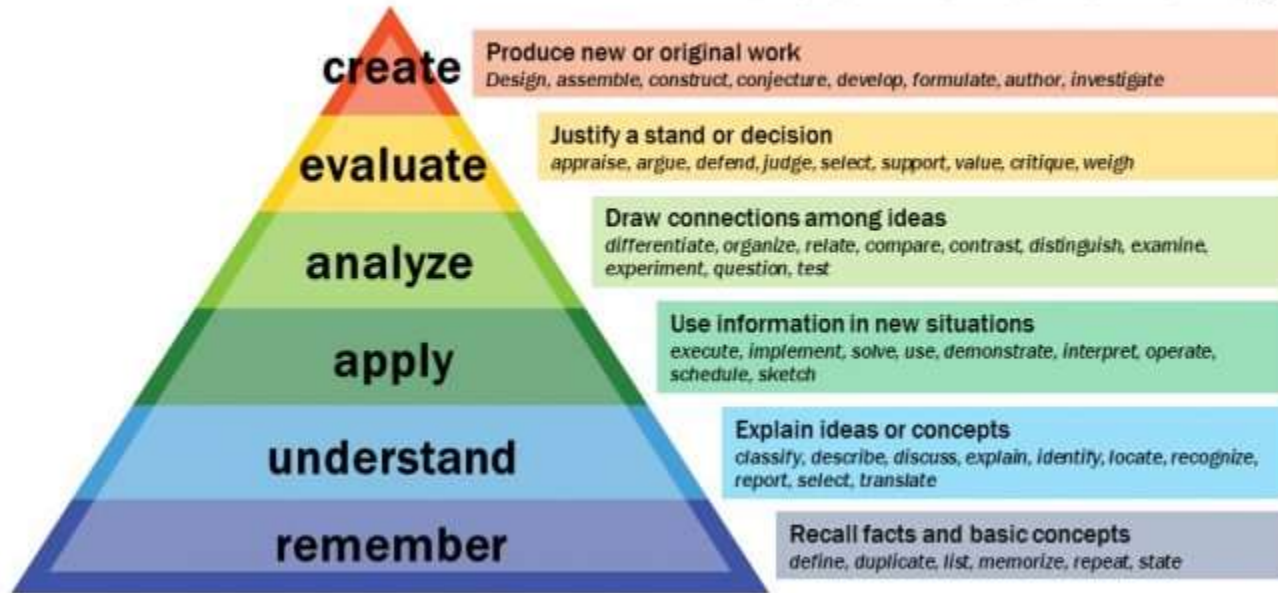 create
Produce new or original work
Design, assemble, construct, conjecture, develop, formulate, author, investigate
evaluate
Justify a stand or decision
appraise, argue, defend, judge, select, support, value, critique, weigh
analyze
Draw connections among ideas
differentiate, organize, relate, compare, contrast, distinguish, examine,
experiment, question, test
apply
Use information in new situations
execute, implement, solve, use, demonstrate, interpret, operate,
schedule, sketch
understand
Explain ideas or concepts
classify, describe, discuss, explain, identify, locate, recognize,
report, select, translate
remember
Recall facts and basic concepts
define, duplicate, list, memorize, repeat, state